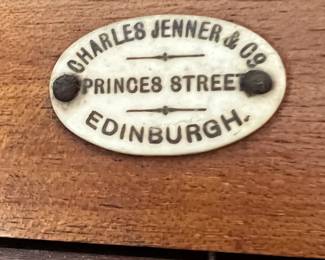 CHARLES JENNER & CO
PRINCES STREET
EDINBURGH.